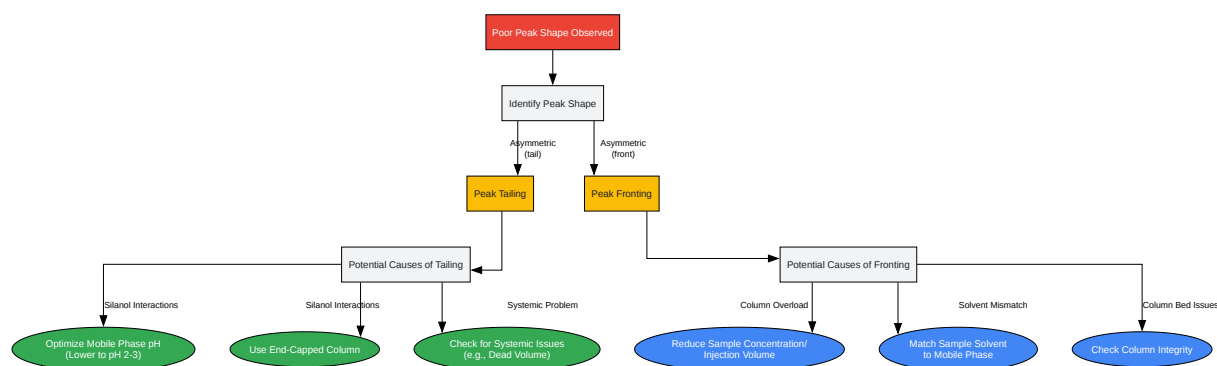 Poor Peak Shape Observed
Identify Peak Shape
Asymmetric
(tail)
Asymmetric
(front)
Peak Tailing
Peak Fronting
Potential Causes of Tailing
Potential Causes of Fronting
Silanol Interactions
Silanol Interactions
Systemic Problem
Column Overload
Solvent Mismatch
Column Bed Issues
Optimize Mobile Phase pH
(Lower to pH 2-3)
Use End-Capped Column
Check for Systemic Issues
(e.g., Dead Volume)
Reduce Sample Concentration/
Injection Volume
Match Sample Solvent
to Mobile Phase
Check Column Integrity